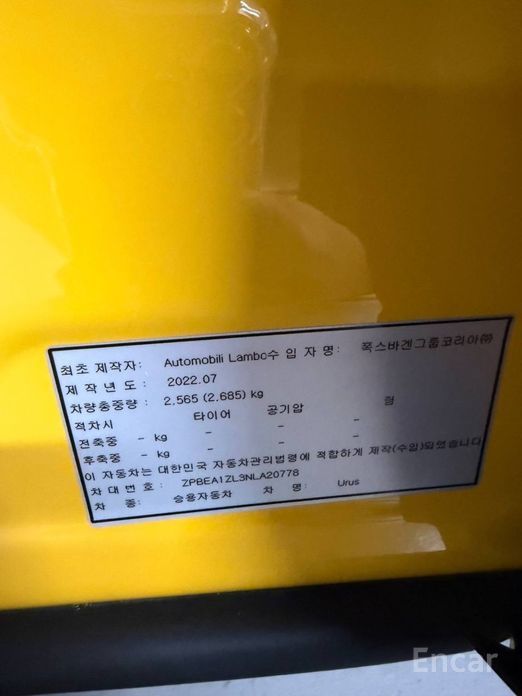 최초 제작자: Automobili Lambo수 입 자 명: 폭스바겐그룹코리아㈜
제 작 년 도 : 2022.07
차량총중량 : 2,565 (2,685) kg
적차시 타이어 공기압 림
전축중 - kg - - -
후축중 - kg - - -
이 자동차는 대한민국 자동차관리법령에 적합하게 제작(수입)되었습니다
차 대 번 호 : ZPBEA1ZL3NLA20778
차 종: 승용자동차 차 명: Urus
Encar